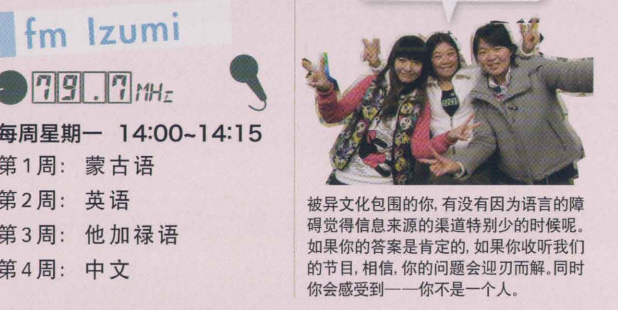 fm Izumi
79.7MHz
每周星期一 14:00~14:15
第1周: 蒙古语
第2周: 英语
第3周: 他加禄语
第4周: 中文
被异文化包围的你, 有没有因为语言的障
碍觉得信息来源的渠道特别少的时候呢。
如果你的答案是肯定的, 如果你收听我们
的节目, 相信, 你的问题会迎刃而解。同时
你会感受到——你不是一个人。